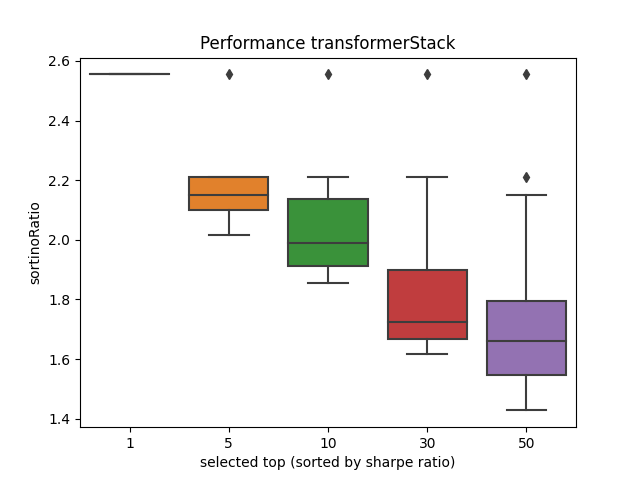 Performance transformerStack
2.6
2.4
2.2
2.0
1.8
1.6
1.4
sortinoRatio
1 5 10 30 50
selected top (sorted by sharpe ratio)